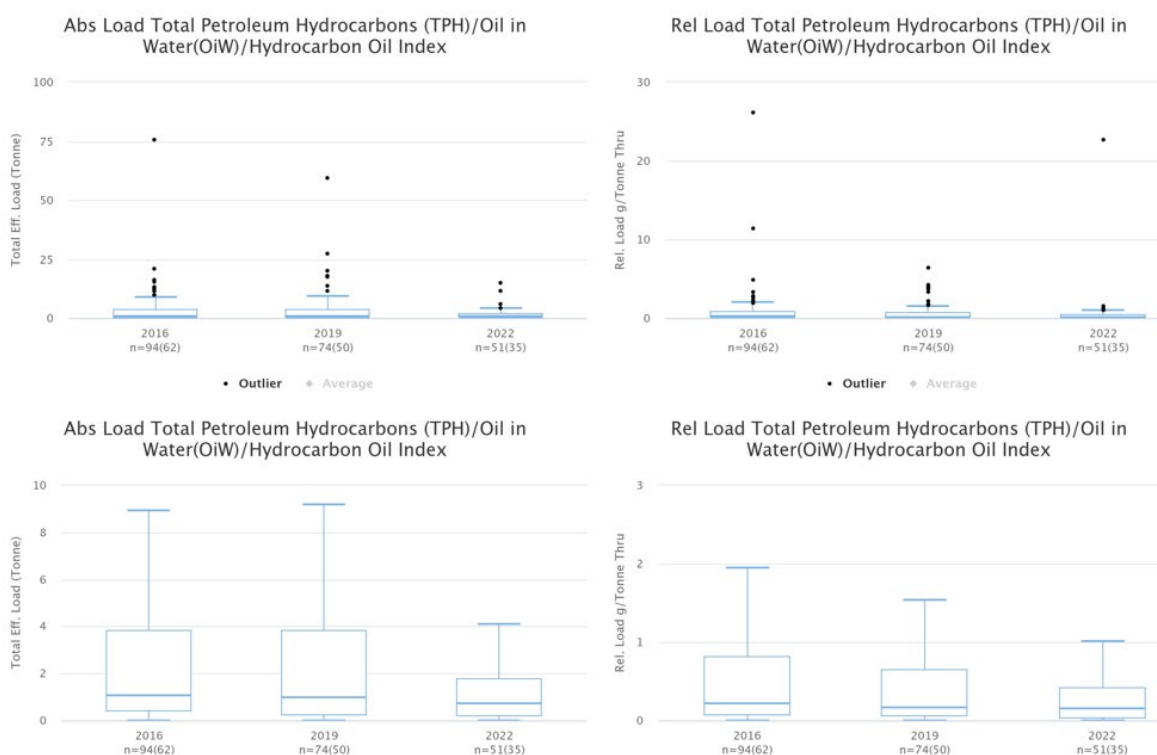 Abs Load Total Petroleum Hydrocarbons (TPH)/Oil in
Water(OiW)/Hydrocarbon Oil Index
Total Eff. Load (Tonne)
100
75
50
25
0
2016
n=94(62)
2019
n=74(50)
2022
n=51(35)
Outlier
Average
Rel Load Total Petroleum Hydrocarbons (TPH)/Oil in
Water(OiW)/Hydrocarbon Oil Index
Rel. Load g/Tonne Thru
30
20
10
0
2016
n=94(62)
2019
n=74(50)
2022
n=51(35)
Outlier
Average
Abs Load Total Petroleum Hydrocarbons (TPH)/Oil in
Water(OiW)/Hydrocarbon Oil Index
Total Eff. Load (Tonne)
10
8
6
4
2
0
2016
n=94(62)
2019
n=74(50)
2022
n=51(35)
Rel Load Total Petroleum Hydrocarbons (TPH)/Oil in
Water(OiW)/Hydrocarbon Oil Index
Rel. Load g/Tonne Thru
3
2
1
0
2016
n=94(62)
2019
n=74(50)
2022
n=51(35)